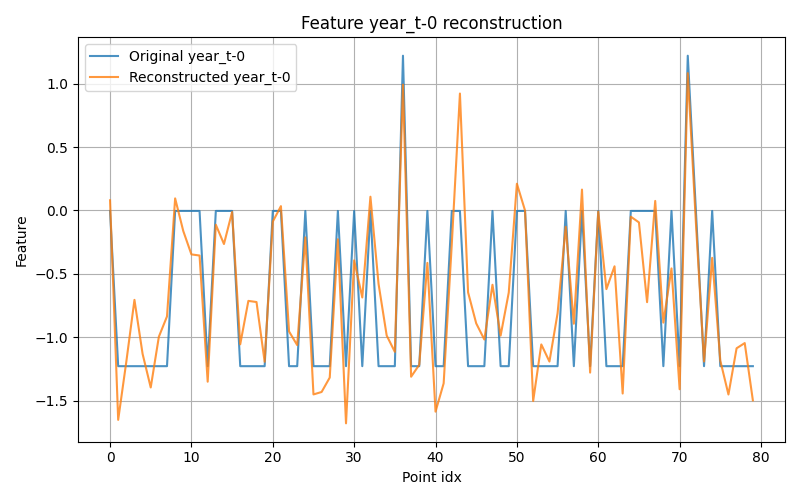 Feature year_t-0 reconstruction
Original year_t-0
Reconstructed year_t-0
Feature
1.0
0.5
0.0
−0.5
−1.0
−1.5
0 10 20 30 40 50 60 70 80
Point idx